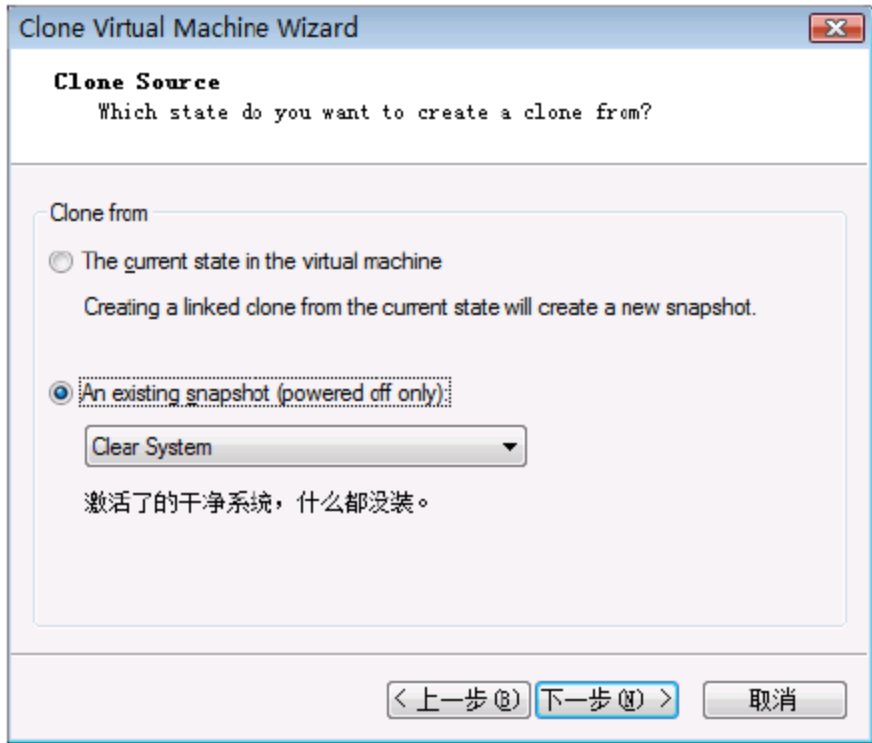 Clone Virtual Machine Wizard
Clone Source
Which state do you want to create a clone from?
Clone from
The current state in the virtual machine
Creating a linked clone from the current state will create a new snapshot.
An existing snapshot (powered off only):
Clear System
激活了的干净系统，什么都没装。
< 上一步(B) 下一步(N) > 取消